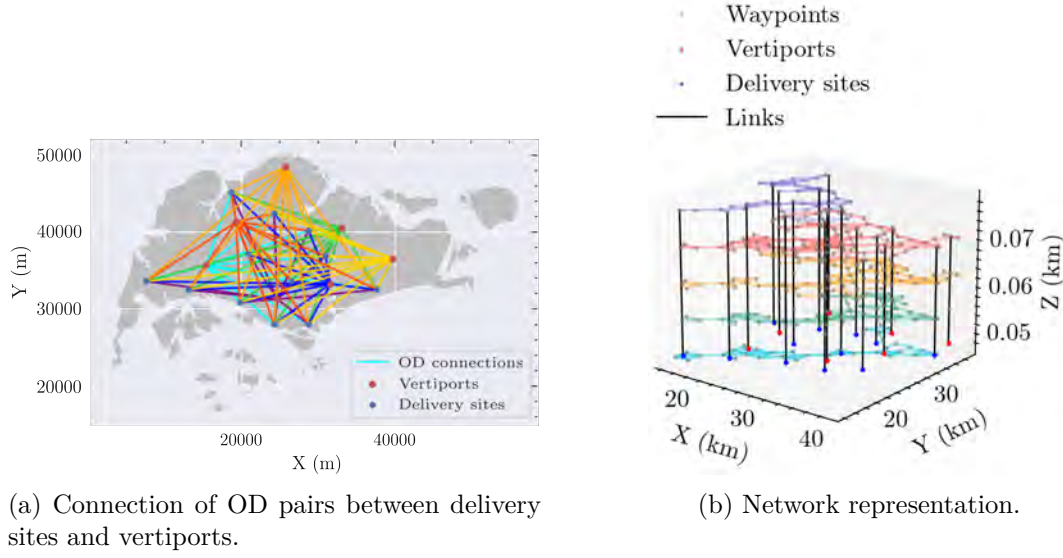 50000
40000
30000
20000
Y (m)
OD connections
Vertiports
Delivery sites
20000
40000
X (m)
(a) Connection of OD pairs between delivery
sites and vertiports.
Waypoints
Vertiports
Delivery sites
Links
0.07
0.06
0.05
Z (km)
20
30
40
X (km)
20
30
Y (km)
(b) Network representation.